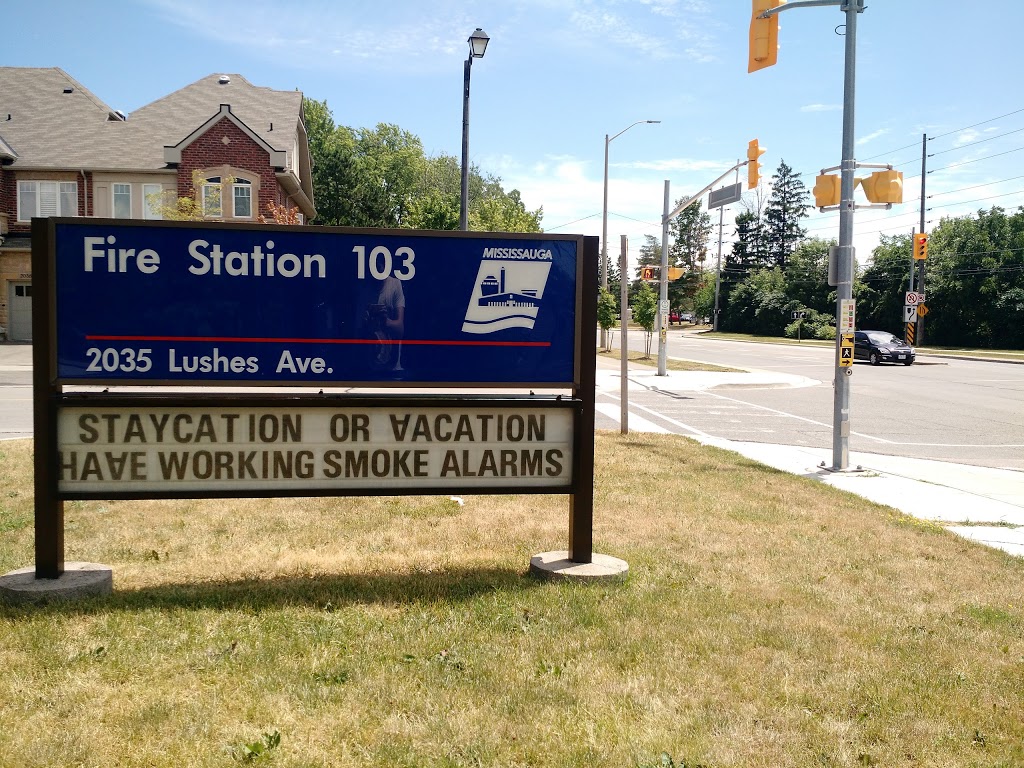 Fire Station 103
MISSISSAUGA
2035 Lushes Ave.
STAYCATION OR VACATION
HAVE WORKING SMOKE ALARMS